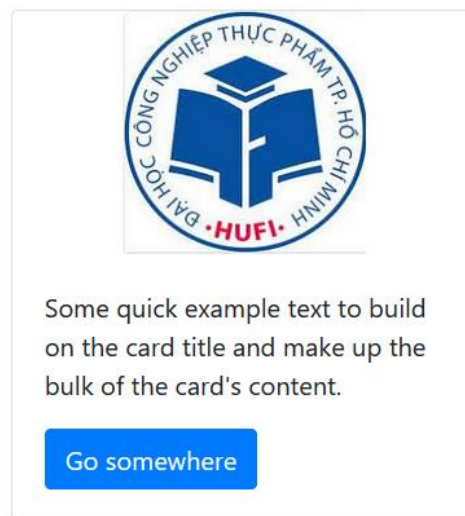 ĐẠI HỌC CÔNG NGHIỆP THỰC PHẨM TP. HỒ CHÍ MINH
·HUFI·
Some quick example text to build
on the card title and make up the
bulk of the card's content.
Go somewhere